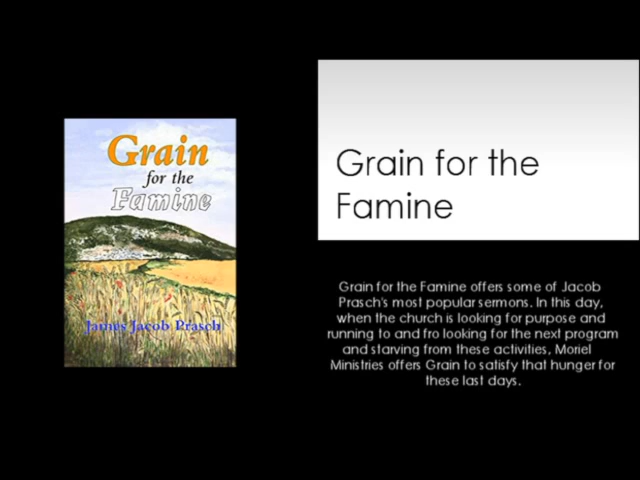 Grain
for the
Famine
James Jacob Prasch
Grain for the
Famine
Grain for the Famine offers some of Jacob
Prasch's most popular sermons. In this day,
when the church is looking for purpose and
running to and fro looking for the next program
and starving from these activities, Moriel
Ministries offers Grain to satisfy that hunger for
these last days.